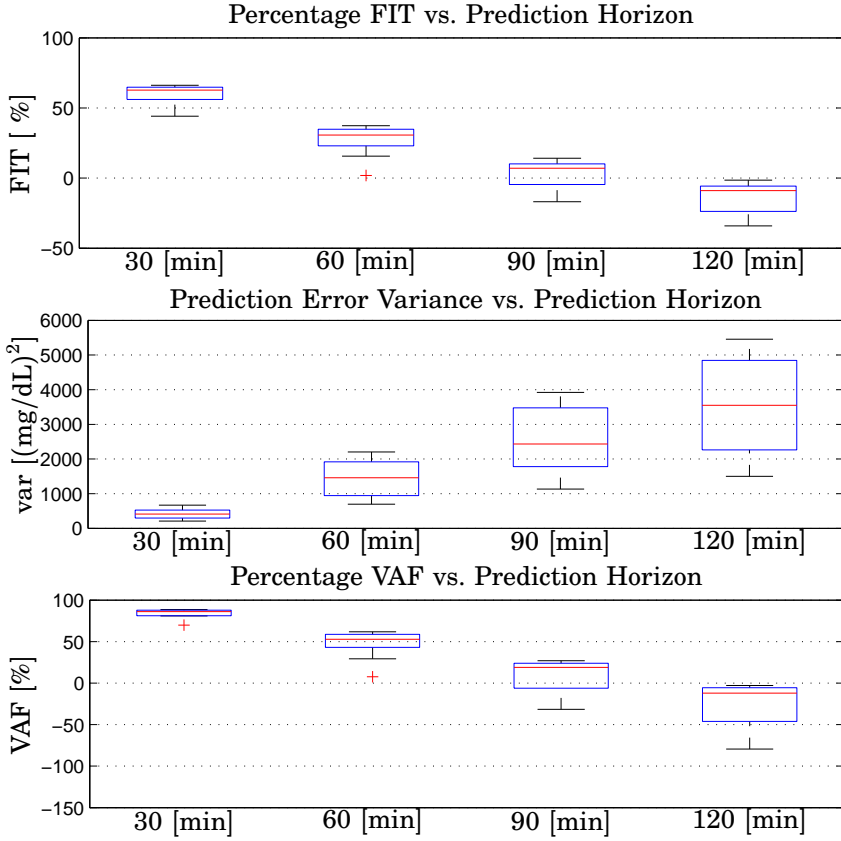 Percentage FIT vs. Prediction Horizon
FIT [ %]
100
50
0
−50
30 [min]
60 [min]
90 [min]
120 [min]
Prediction Error Variance vs. Prediction Horizon
var [(mg/dL)²]
6000
5000
4000
3000
2000
1000
0
30 [min]
60 [min]
90 [min]
120 [min]
Percentage VAF vs. Prediction Horizon
VAF [%]
100
50
0
−50
−100
−150
30 [min]
60 [min]
90 [min]
120 [min]